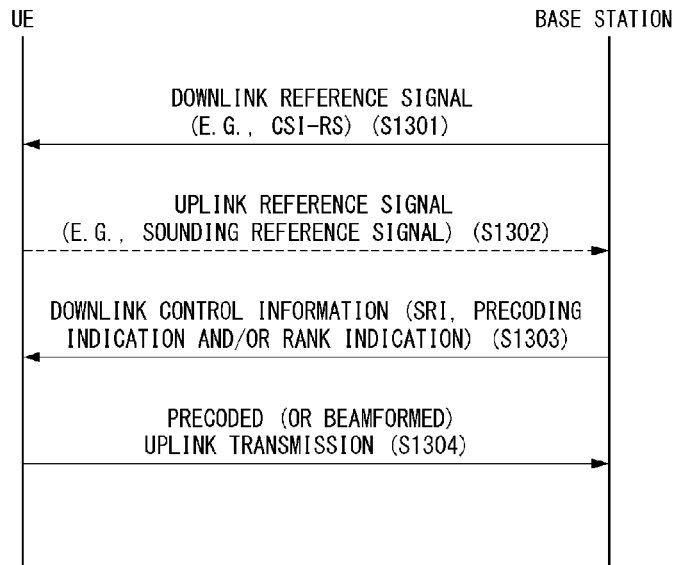 UE
BASE STATION
DOWNLINK REFERENCE SIGNAL
(E.G., CSI-RS) (S1301)
UPLINK REFERENCE SIGNAL
(E.G., SOUNDING REFERENCE SIGNAL) (S1302)
DOWNLINK CONTROL INFORMATION (SRI, PRECODING
INDICATION AND/OR RANK INDICATION) (S1303)
PRECODED (OR BEAMFORMED)
UPLINK TRANSMISSION (S1304)